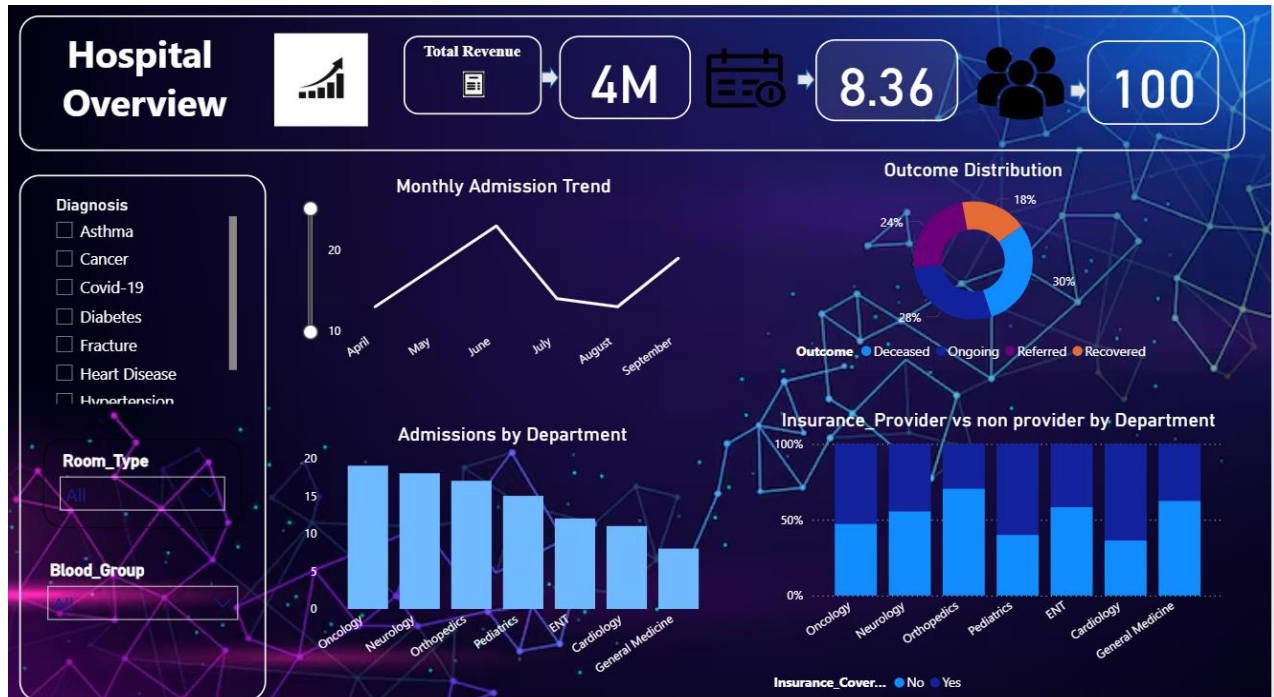 Hospital
Overview
Total Revenue
4M
8.36
100
Diagnosis
Asthma
Cancer
Covid-19
Diabetes
Fracture
Heart Disease
Hypertension
Room_Type
All
Blood_Group
All
Monthly Admission Trend
20
10
April
May
June
July
August
September
Outcome Distribution
18%
24%
30%
28%
Outcome Deceased Ongoing Referred Recovered
Admissions by Department
20
15
10
5
0
Oncology
Neurology
Orthopedics
Pediatrics
ENT
Cardiology
General Medicine
Insurance_Provider vs non provider by Department
100%
50%
0%
Oncology
Neurology
Orthopedics
Pediatrics
ENT
Cardiology
General Medicine
Insurance_Cover... No Yes